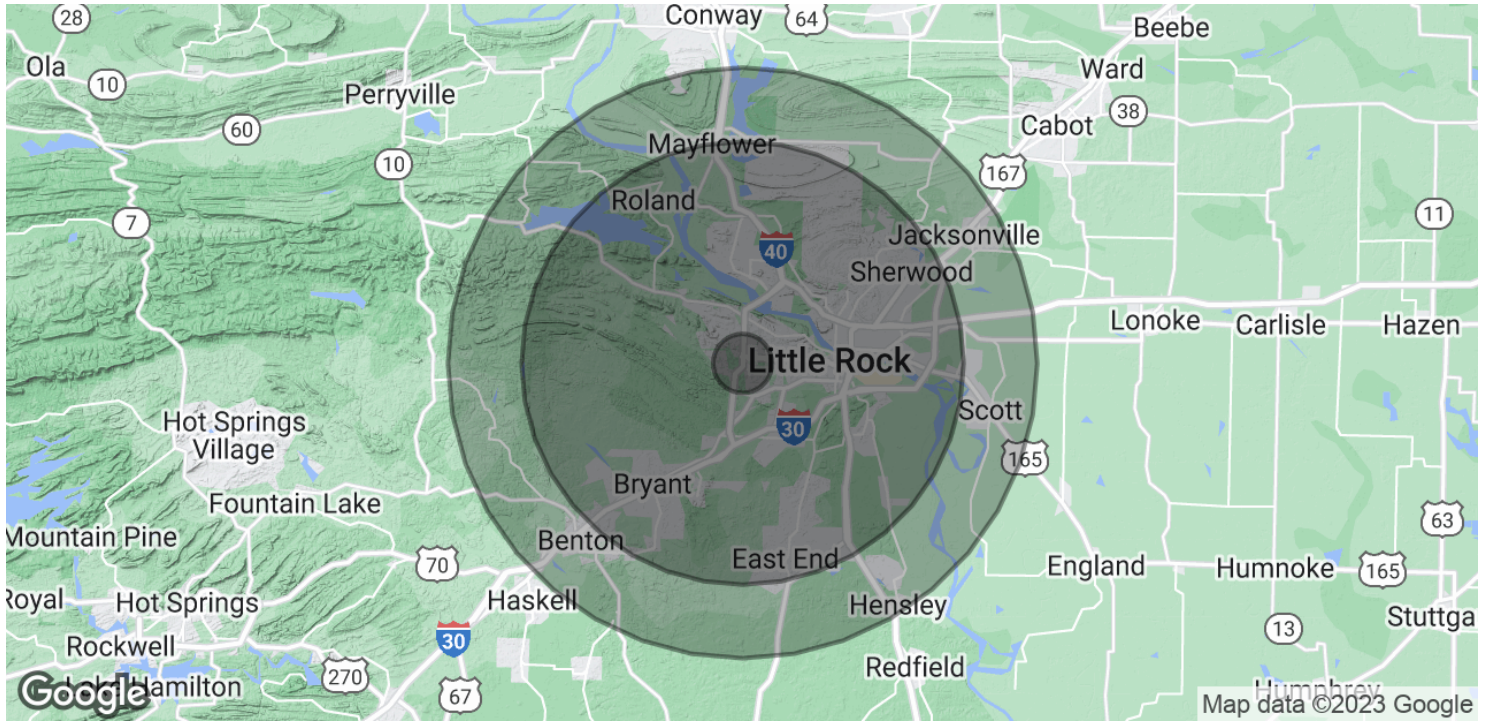 28
Conway
64
Beebe
Ola
10
Perryville
Ward
38
Cabot
60
10
Mayflower
167
Roland
7
11
40
Jacksonville
Sherwood
Lonoke
Carlisle
Hazen
Little Rock
Hot Springs
Village
30
Scott
165
Bryant
Fountain Lake
63
Mountain Pine
Benton
East End
70
England
Humnoke
165
Royal
Hot Springs
Haskell
Hensley
Stuttga
30
13
Rockwell
270
67
Redfield
Lake Hamilton
Google
Humphrey
Map data ©2023 Google